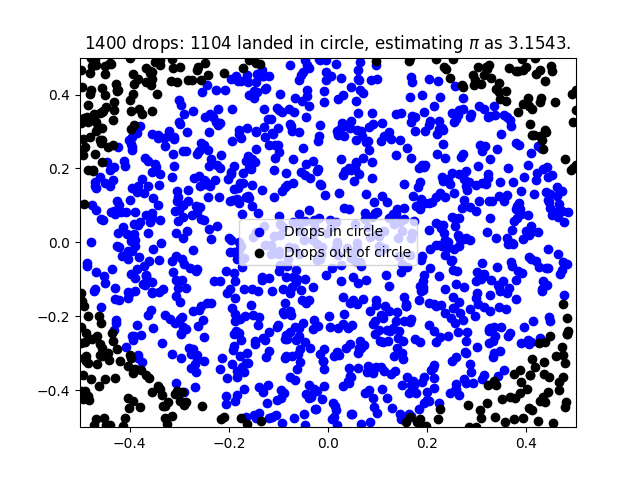 1400 drops: 1104 landed in circle, estimating π as 3.1543.
0.4
0.2
0.0
−0.2
−0.4
Drops in circle
Drops out of circle
−0.4 −0.2 0.0 0.2 0.4